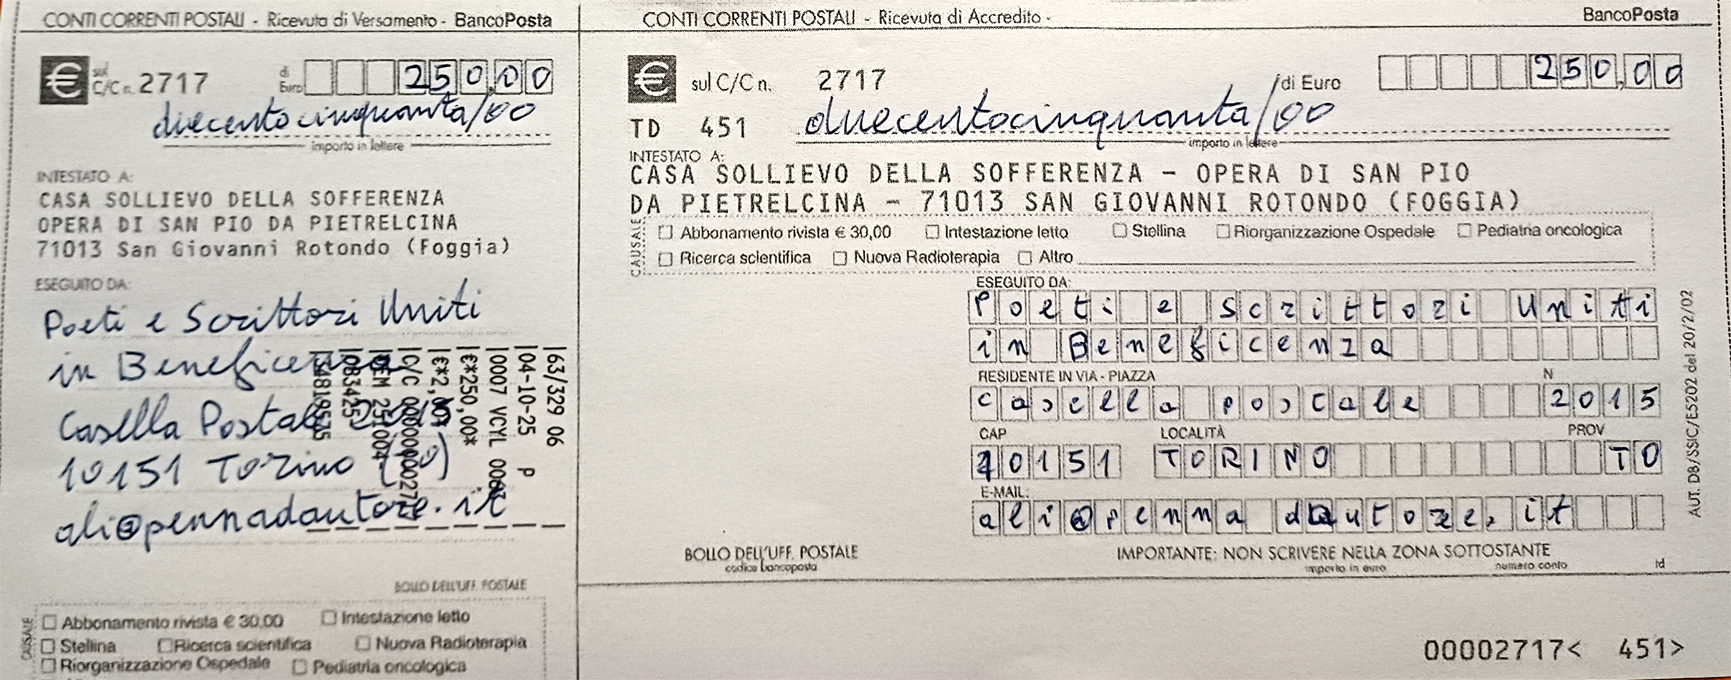 CONTI CORRENTI POSTALI - Ricevuta di Versamento - BancoPosta
€ sul C/C n. 2717 di Euro 250,00
duecentocinquanta/00
importo in lettere
INTESTATO A:
CASA SOLLIEVO DELLA SOFFERENZA
OPERA DI SAN PIO DA PIETRELCINA
71013 San Giovanni Rotondo (Foggia)
ESEGUITO DA:
Poeti e Scrittori Uniti
in Beneficenza
Casella Postale 2015
10151 Torino (TO)
ali@pennadautore.it
63/329 06
04-10-25 P
0007 VCYL
€*250,00*
BOLLO DELL'UFF. POSTALE
CAUSALE
Abbonamento rivista € 30,00 Intestazione letto
Stellina Ricerca scientifica Nuova Radioterapia
Riorganizzazione Ospedale Pediatria oncologica
CONTI CORRENTI POSTALI - Ricevuta di Accredito - BancoPosta
€ sul C/C n. 2717 di Euro 250,00
TD 451 duecentocinquanta/00
importo in lettere
INTESTATO A:
CASA SOLLIEVO DELLA SOFFERENZA - OPERA DI SAN PIO
DA PIETRELCINA - 71013 SAN GIOVANNI ROTONDO (FOGGIA)
CAUSALE
Abbonamento rivista € 30,00 Intestazione letto Stellina Riorganizzazione Ospedale Pediatria oncologica
Ricerca scientifica Nuova Radioterapia Altro
ESEGUITO DA:
Poeti e Scrittori Uniti
in Beneficenza
RESIDENTE IN VIA - PIAZZA N
casella postale 2015
CAP LOCALITÀ PROV
10151 TORINO TO
E-MAIL:
ali@pennadautore.it
BOLLO DELL'UFF. POSTALE
codice bancoposta
IMPORTANTE: NON SCRIVERE NELLA ZONA SOTTOSTANTE
importo in euro numero conto td
AUT. DB/SSIC/E5202 del 20/2/02
00002717< 451>